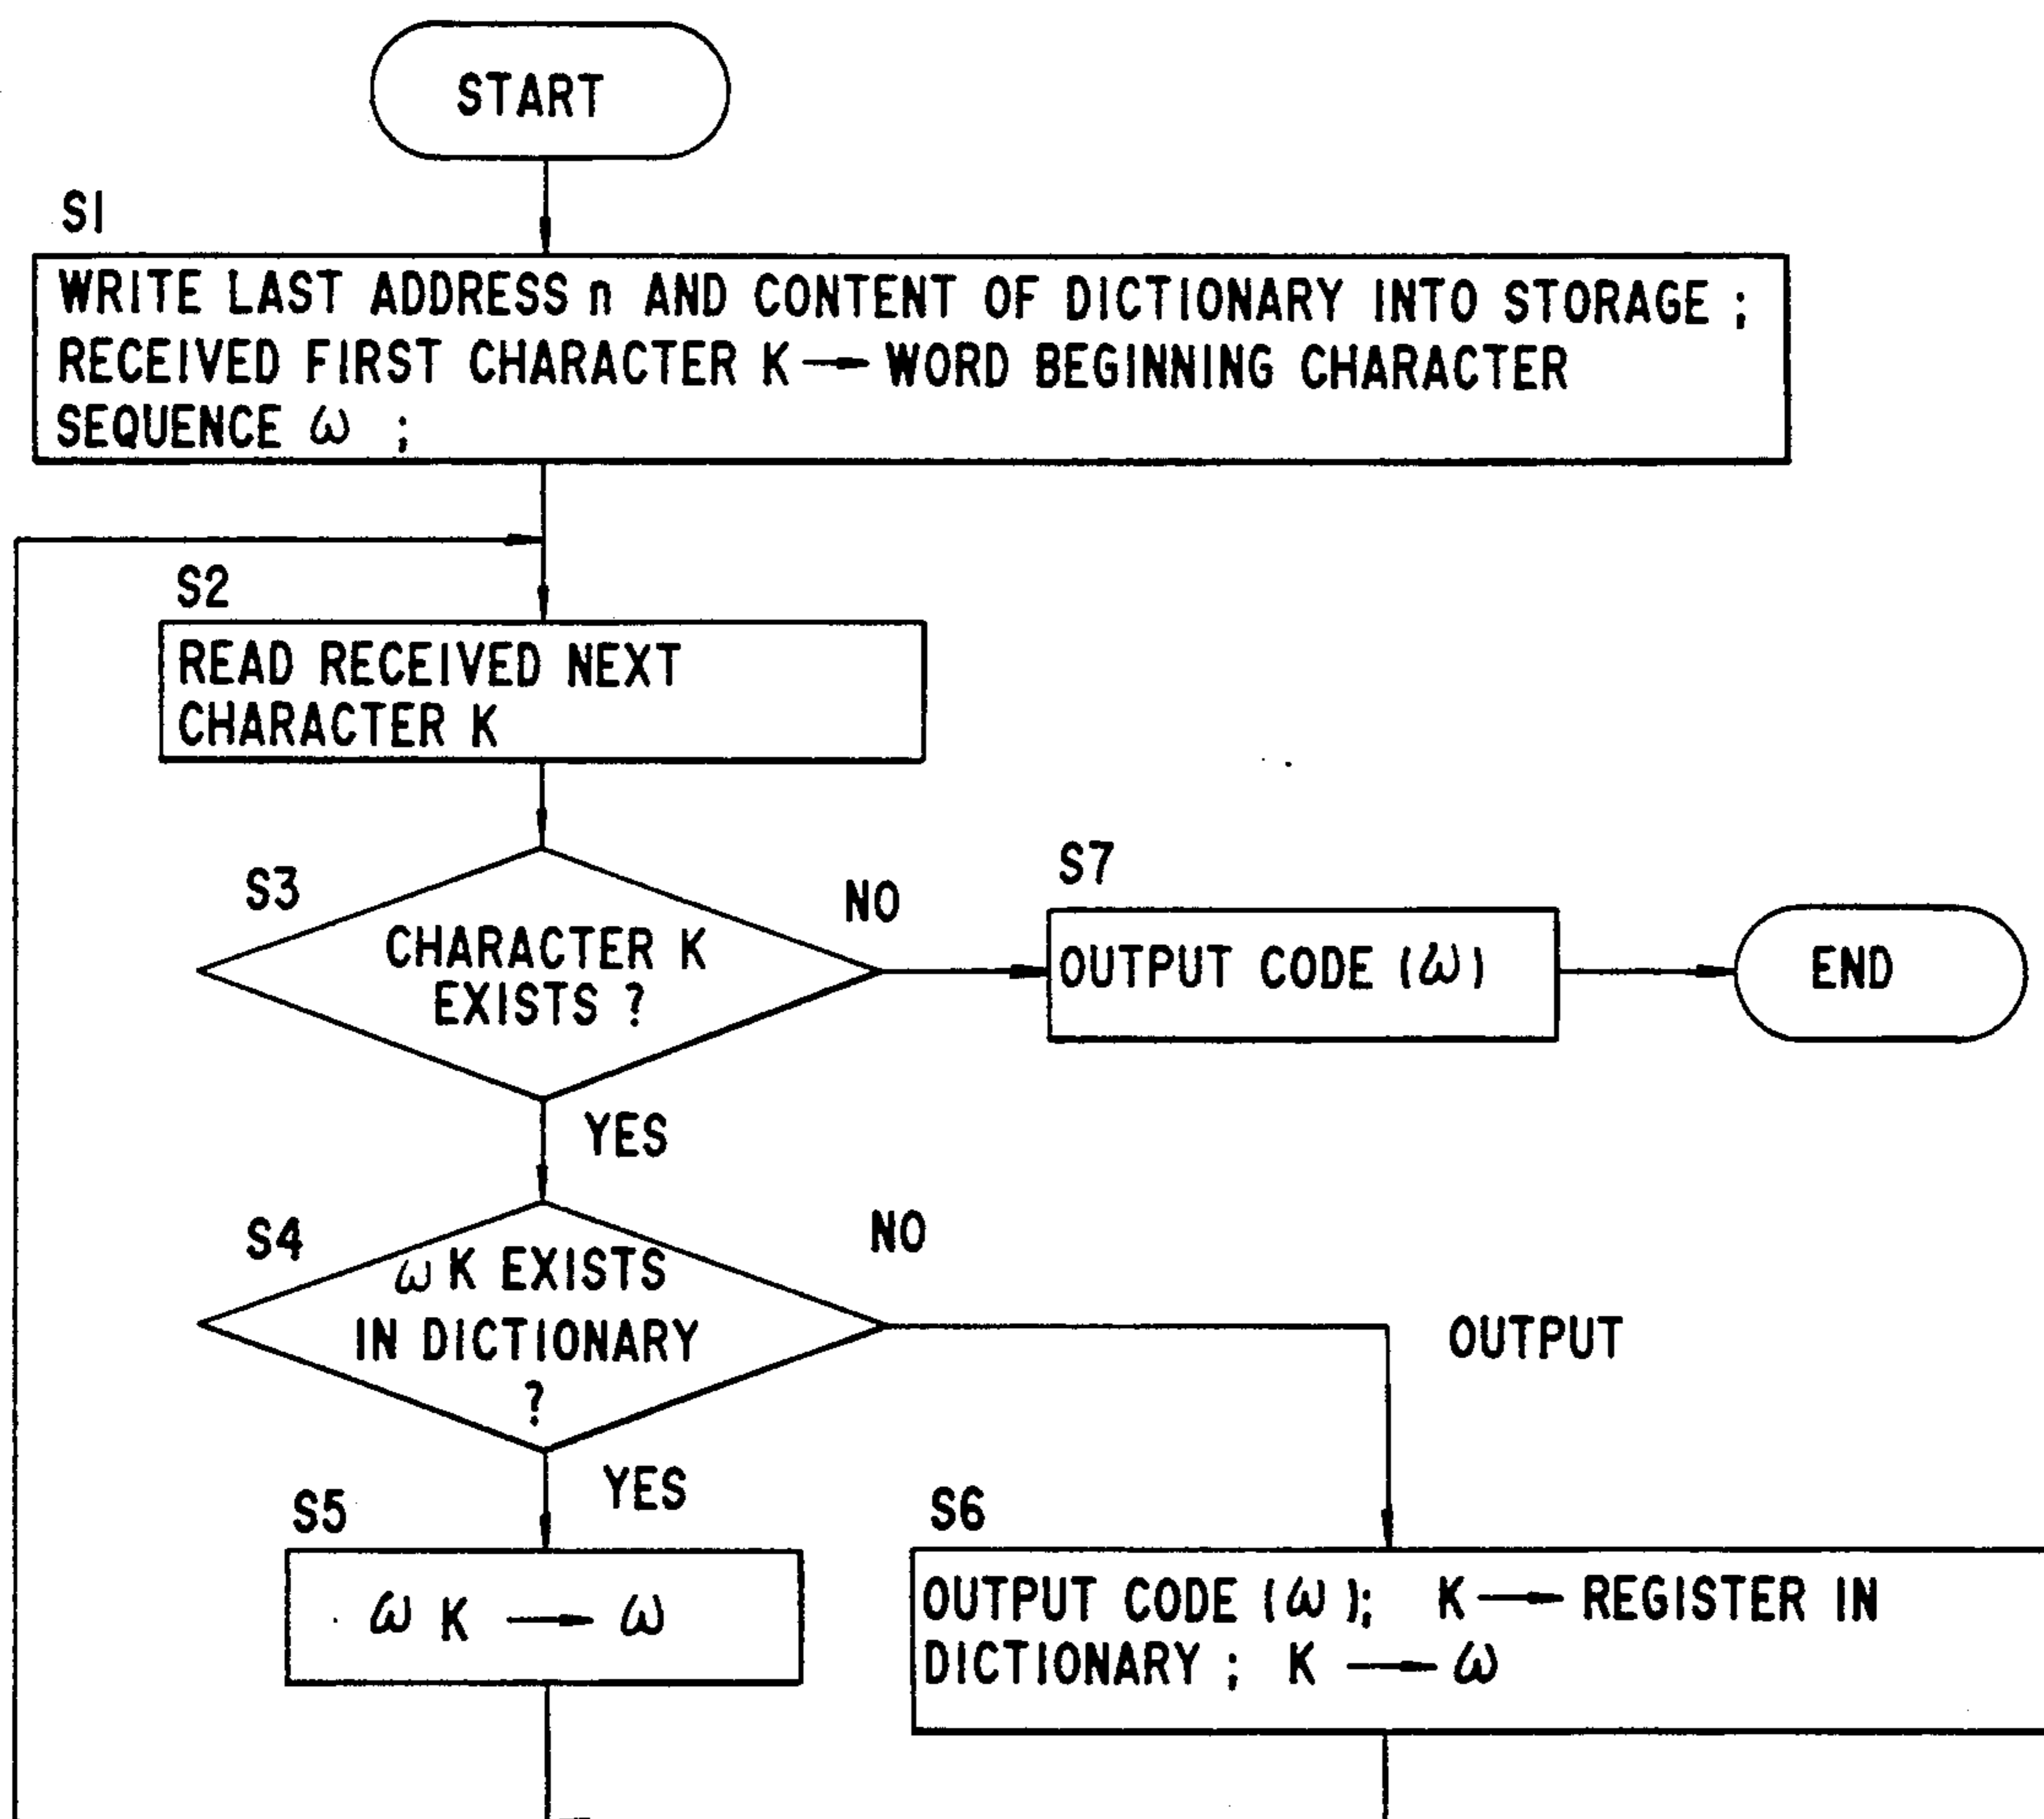 START
S1
WRITE LAST ADDRESS n AND CONTENT OF DICTIONARY INTO STORAGE ;
RECEIVED FIRST CHARACTER K → WORD BEGINNING CHARACTER
SEQUENCE ω ;
S2
READ RECEIVED NEXT
CHARACTER K
S3
CHARACTER K
EXISTS ?
NO
S7
OUTPUT CODE (ω)
END
YES
S4
ω K EXISTS
IN DICTIONARY
?
NO
OUTPUT
YES
S5
ω K → ω
S6
OUTPUT CODE (ω); K → REGISTER IN
DICTIONARY ; K → ω